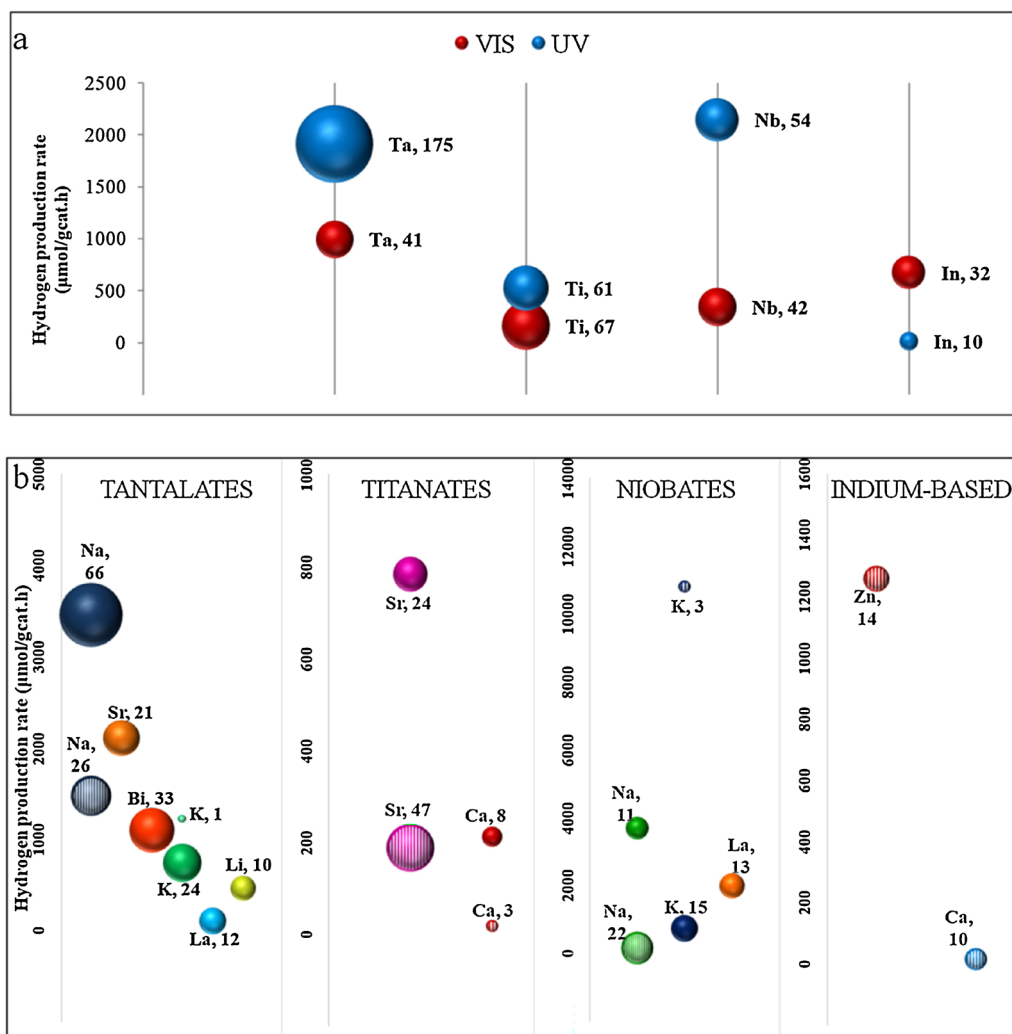 a
VIS UV
Hydrogen production rate
(µmol/gcat.h)
2500
2000
1500
1000
500
0
Ta, 175
Ta, 41
Ti, 61
Ti, 67
Nb, 54
Nb, 42
In, 32
In, 10
b
Hydrogen production rate (µmol/gcat.h)
TANTALATES
5000
4000
3000
2000
1000
0
Na,
66
Sr, 21
Na,
26
Bi, 33
K, 1
K, 24
Li, 10
La, 12
TITANATES
1000
800
600
400
200
0
Sr, 24
Sr, 47
Ca, 8
Ca, 3
NIOBATES
14000
12000
10000
8000
6000
4000
2000
0
K, 3
Na,
11
La,
13
Na,
22
K, 15
INDIUM-BASED
1600
1400
1200
1000
800
600
400
200
0
Zn,
14
Ca,
10